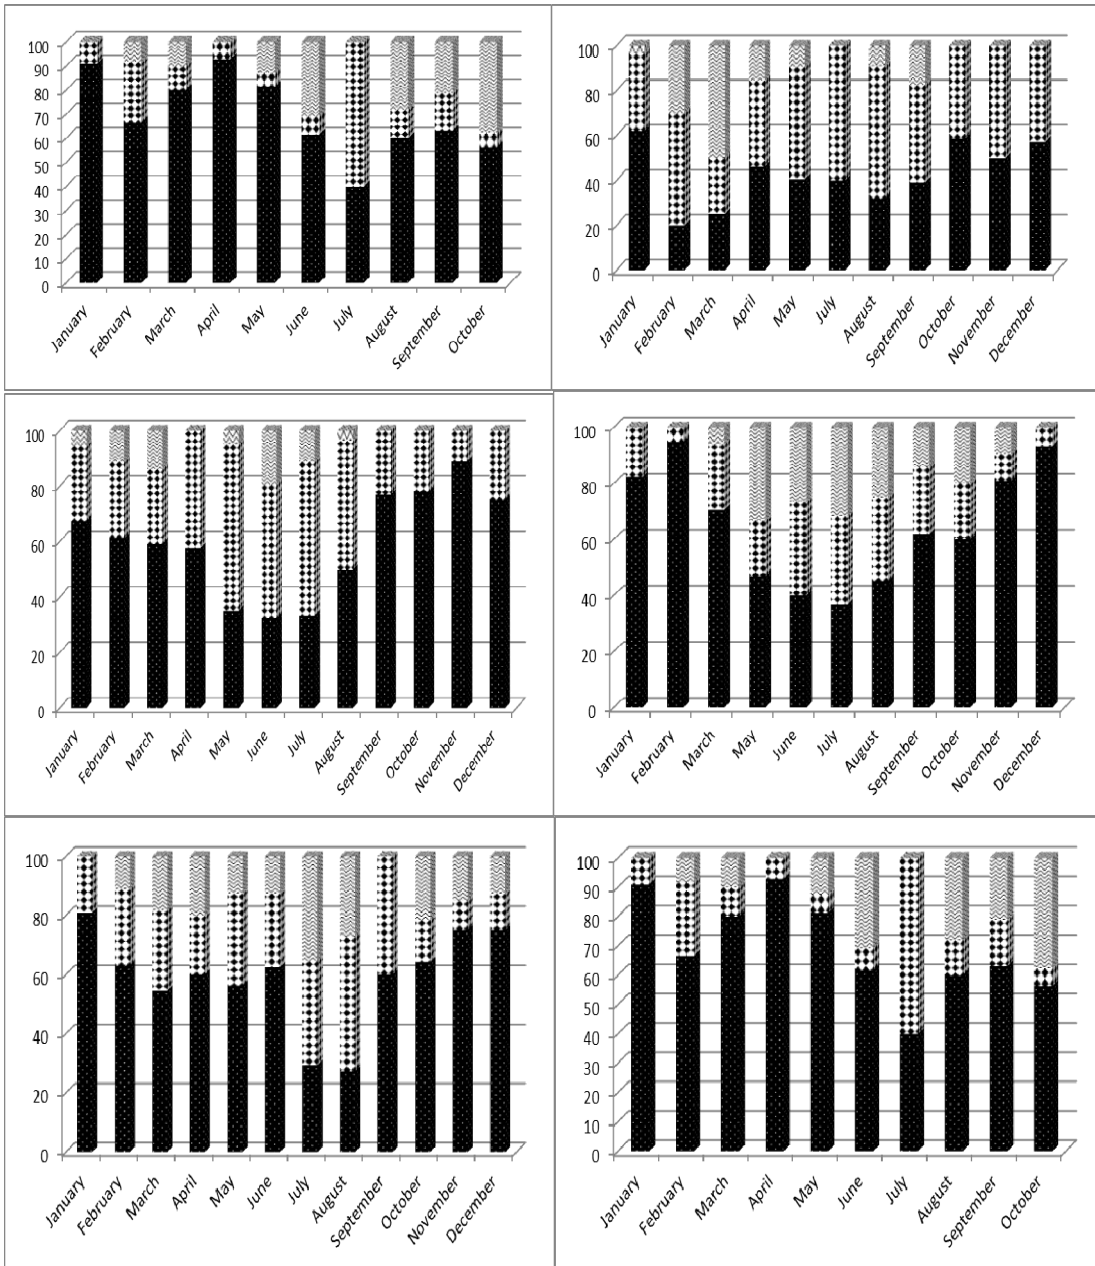 100
90
80
70
60
50
40
30
20
10
0
January
February
March
April
May
June
July
August
September
October
100
80
60
40
20
0
January
February
March
April
May
July
August
September
October
November
December
100
80
60
40
20
0
January
February
March
April
May
June
July
August
September
October
November
December
100
80
60
40
20
0
January
February
March
May
June
July
August
September
October
November
December
100
80
60
40
20
0
January
February
March
April
May
June
July
August
September
October
November
December
100
90
80
70
60
50
40
30
20
10
0
January
February
March
April
May
June
July
August
September
October